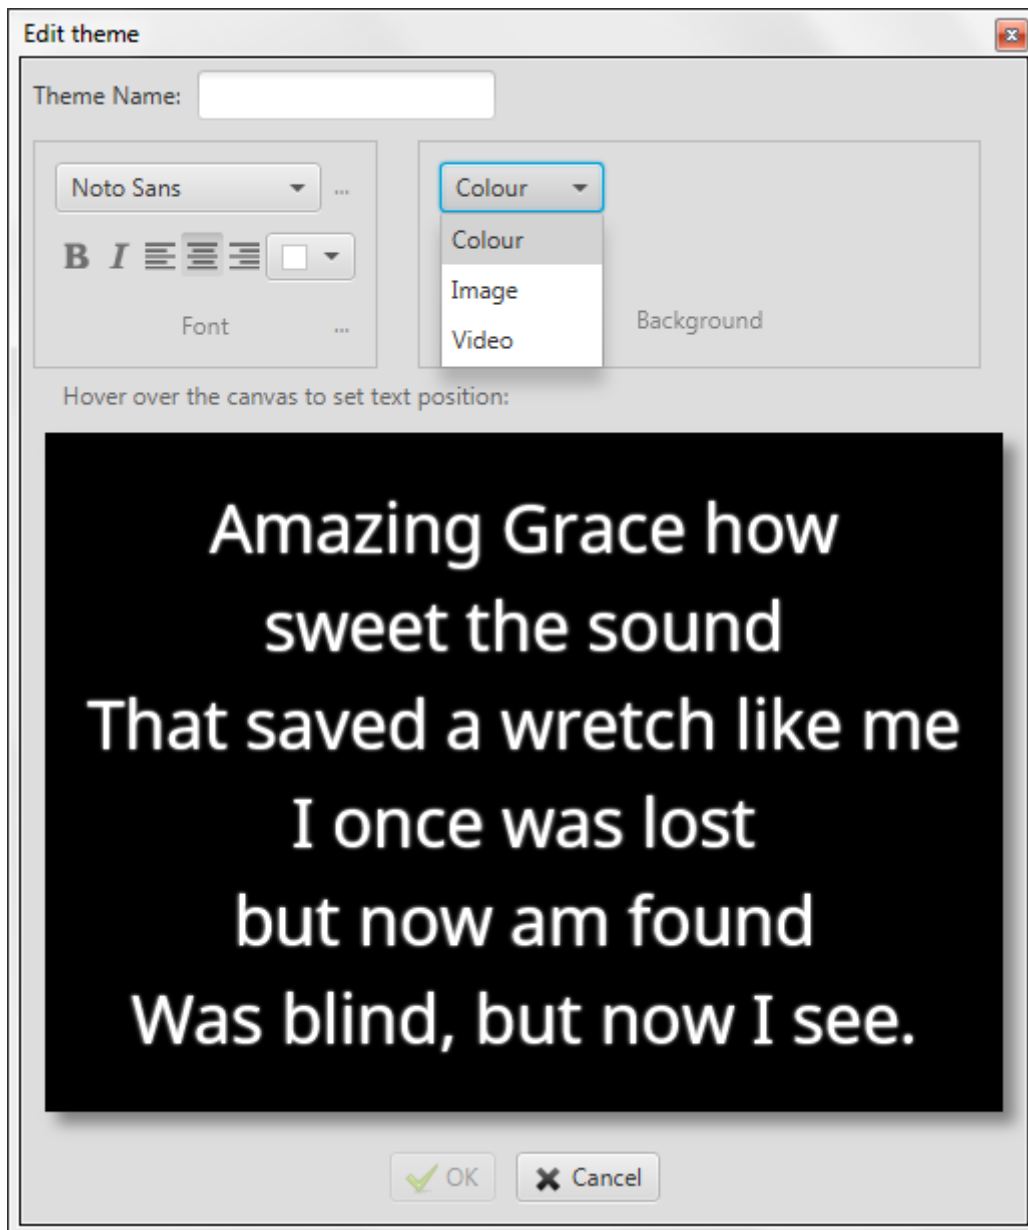 Edit theme
Theme Name:
Noto Sans
...
B I
Font
...
Colour
Colour
Image
Video
Background
Hover over the canvas to set text position:
Amazing Grace how
sweet the sound
That saved a wretch like me
I once was lost
but now am found
Was blind, but now I see.
OK
Cancel